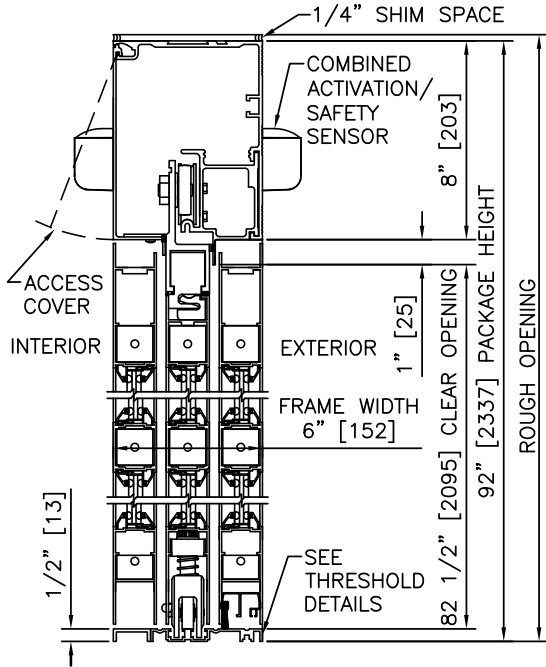 1/4" SHIM SPACE
COMBINED
ACTIVATION/
SAFETY
SENSOR
8" [203]
ACCESS
COVER
INTERIOR
EXTERIOR
1" [25]
FRAME WIDTH
6" [152]
82 1/2" [2095] CLEAR OPENING
92" [2337] PACKAGE HEIGHT
ROUGH OPENING
1/2" [13]
SEE
THRESHOLD
DETAILS